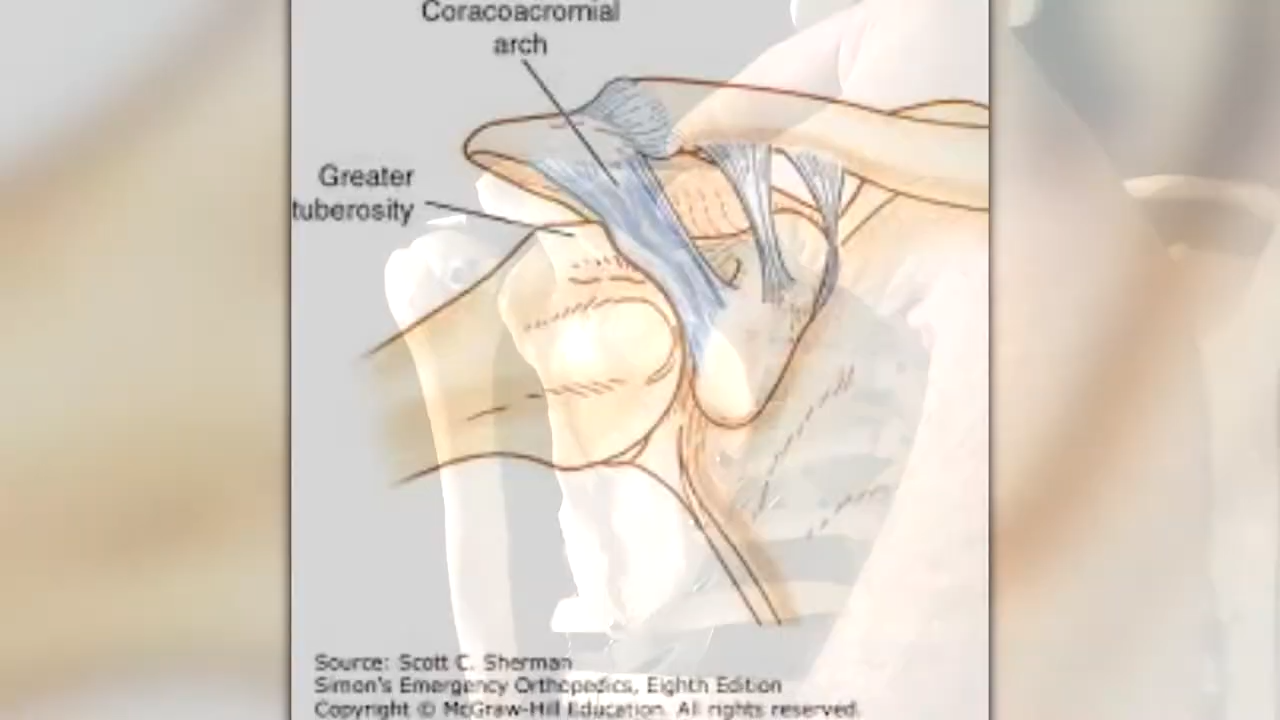 Coracoacromial
arch
Greater
tuberosity
Source: Scott C. Sherman
Simon's Emergency Orthopedics, Eighth Edition
Copyright © McGraw-Hill Education. All rights reserved.